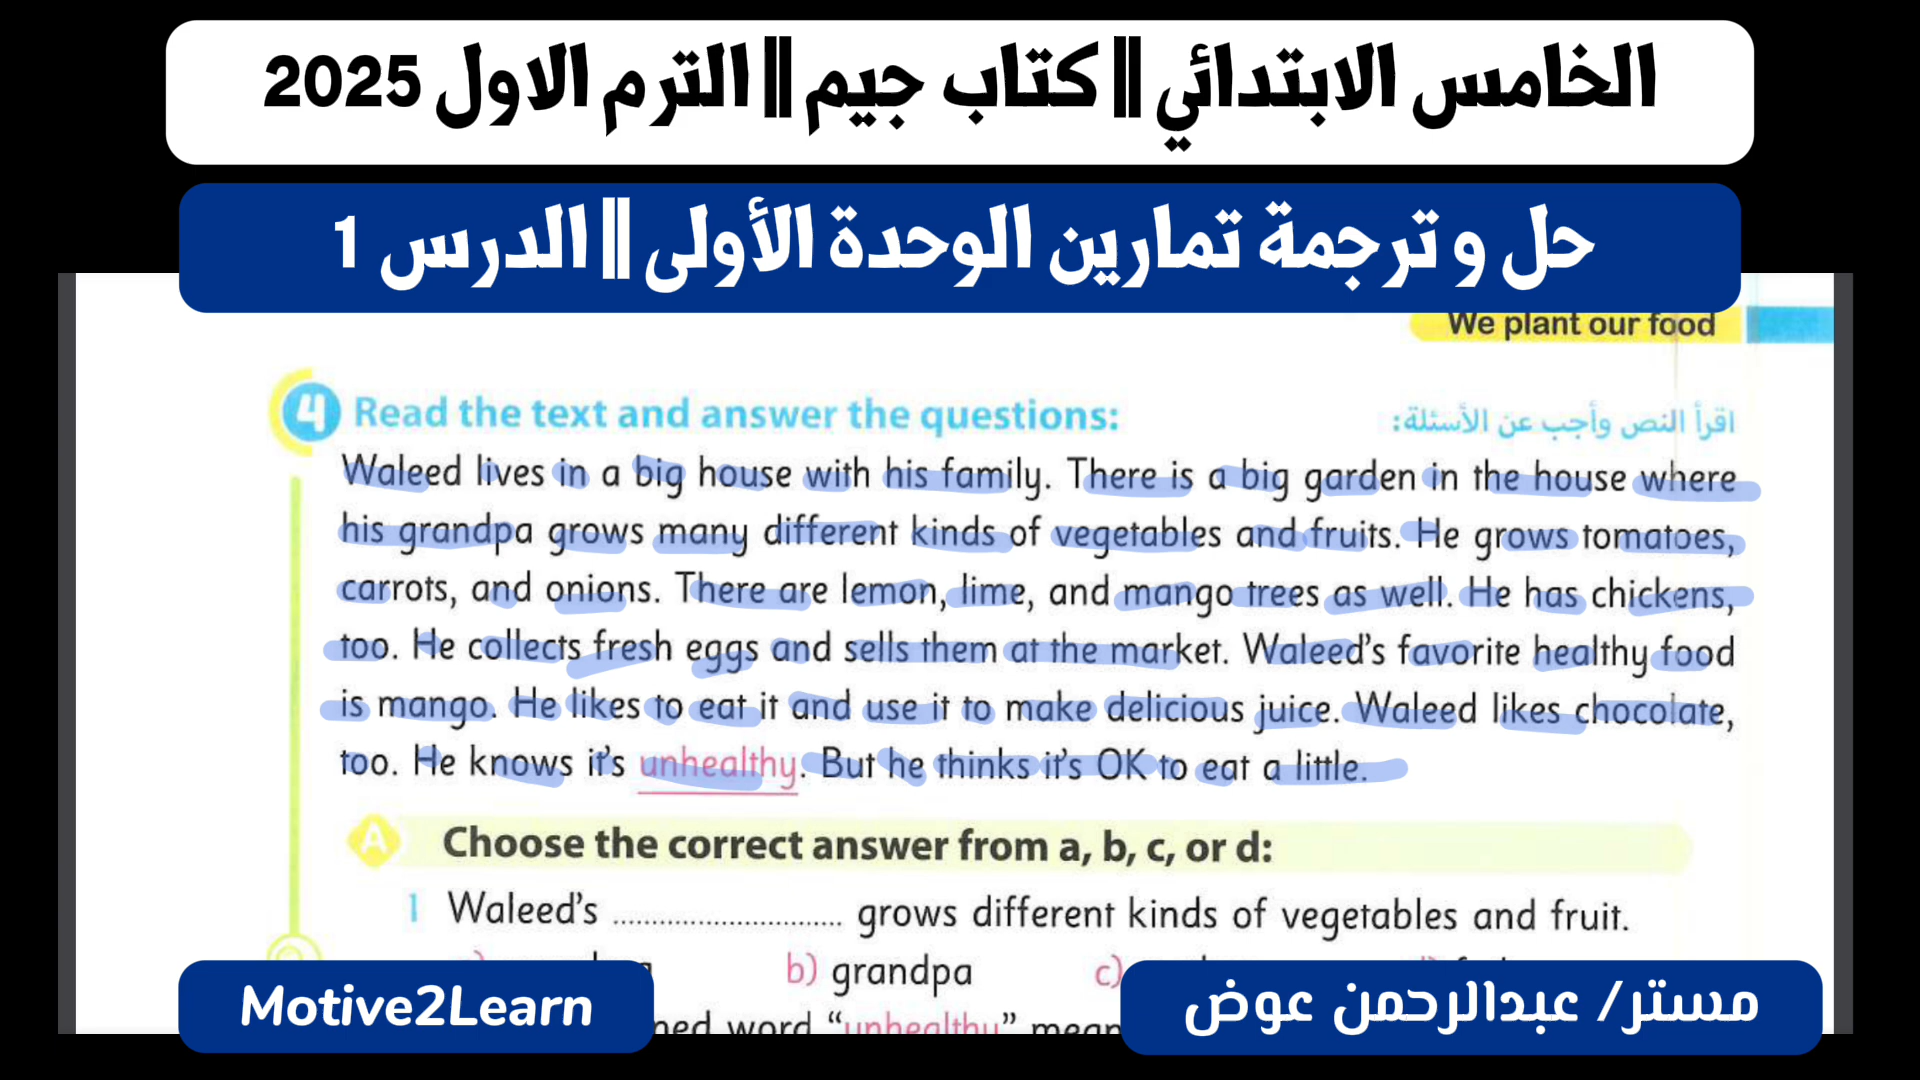 الخامس الابتدائي || كتاب جيم || الترم الاول 2025
حل و ترجمة تمارين الوحدة الأولى || الدرس 1
We plant our food
4 Read the text and answer the questions: اقرأ النص وأجب عن الأسئلة:
Waleed lives in a big house with his family. There is a big garden in the house where
his grandpa grows many different kinds of vegetables and fruits. He grows tomatoes,
carrots, and onions. There are lemon, lime, and mango trees as well. He has chickens,
too. He collects fresh eggs and sells them at the market. Waleed's favorite healthy food
is mango. He likes to eat it and use it to make delicious juice. Waleed likes chocolate,
too. He knows it's unhealthy. But he thinks it's OK to eat a little.
A Choose the correct answer from a, b, c, or d:
1 Waleed's ............................ grows different kinds of vegetables and fruit.
b) grandpa c)
word "unhealthy"
Motive2Learn
مستر/ عبدالرحمن عوض